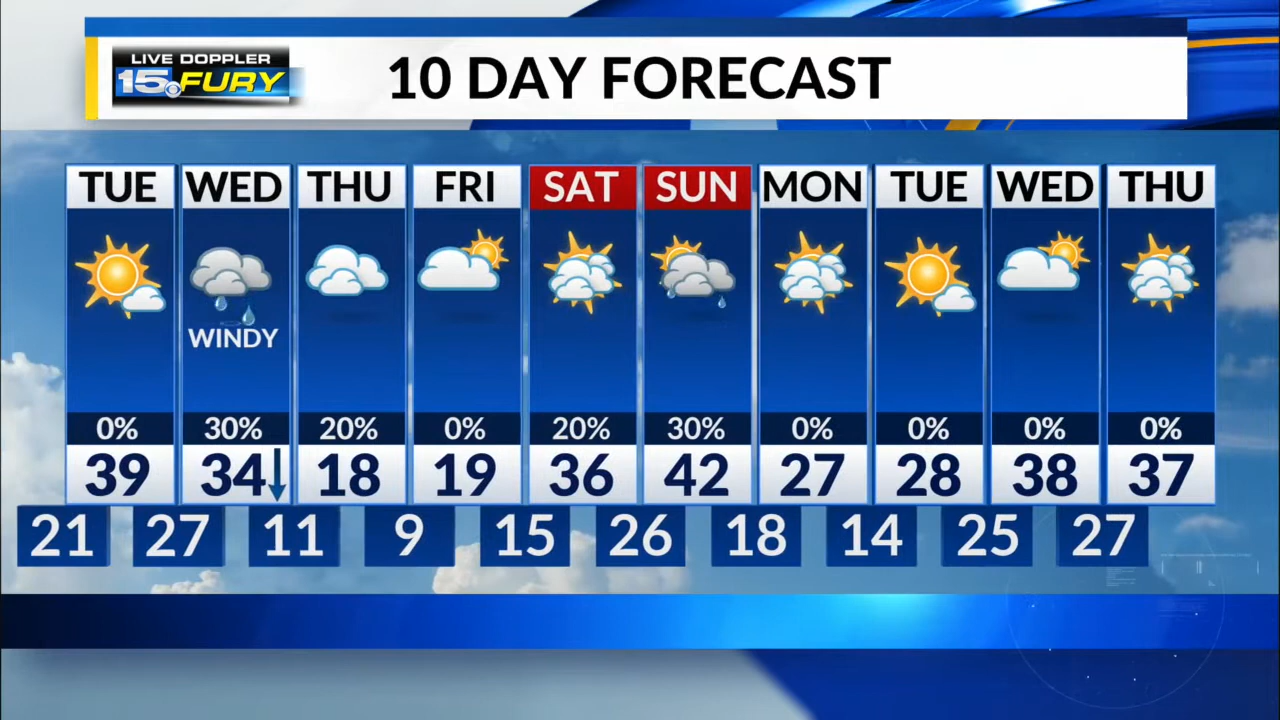 LIVE DOPPLER
15 FURY
10 DAY FORECAST
TUE WED THU FRI SAT SUN MON TUE WED THU
WINDY
0% 30% 20% 0% 20% 30% 0% 0% 0% 0%
39 34 18 19 36 42 27 28 38 37
21 27 11 9 15 26 18 14 25 27